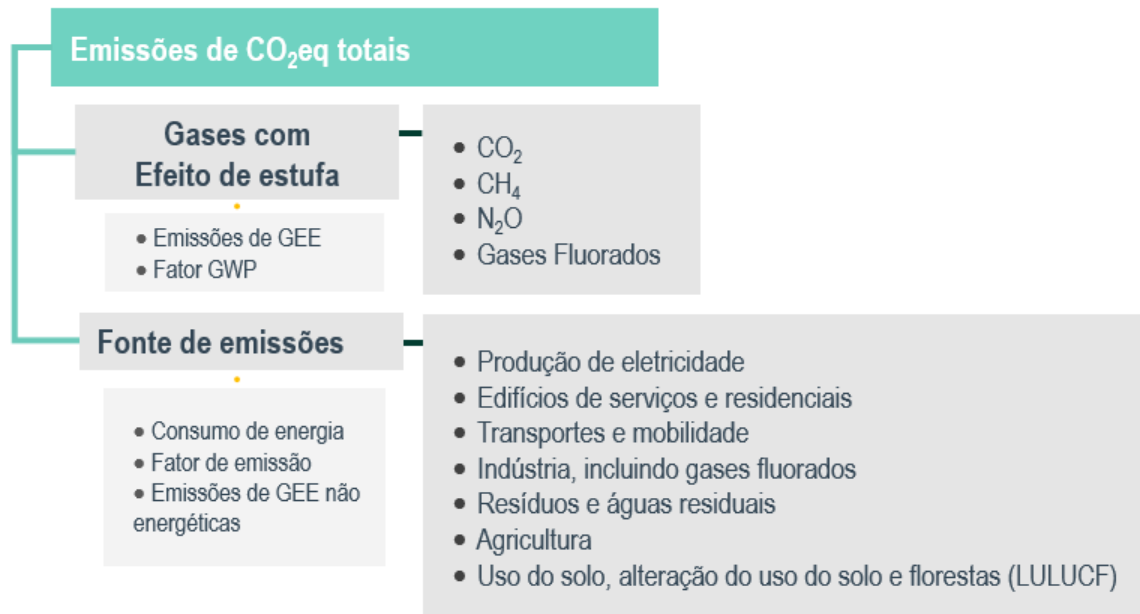 Emissões de CO₂eq totais
Gases com
Efeito de estufa
• CO₂
• CH₄
• N₂O
• Gases Fluorados
• Emissões de GEE
• Fator GWP
Fonte de emissões
• Produção de eletricidade
• Edifícios de serviços e residenciais
• Transportes e mobilidade
• Indústria, incluindo gases fluorados
• Resíduos e águas residuais
• Agricultura
• Uso do solo, alteração do uso do solo e florestas (LULUCF)
• Consumo de energia
• Fator de emissão
• Emissões de GEE não
energéticas